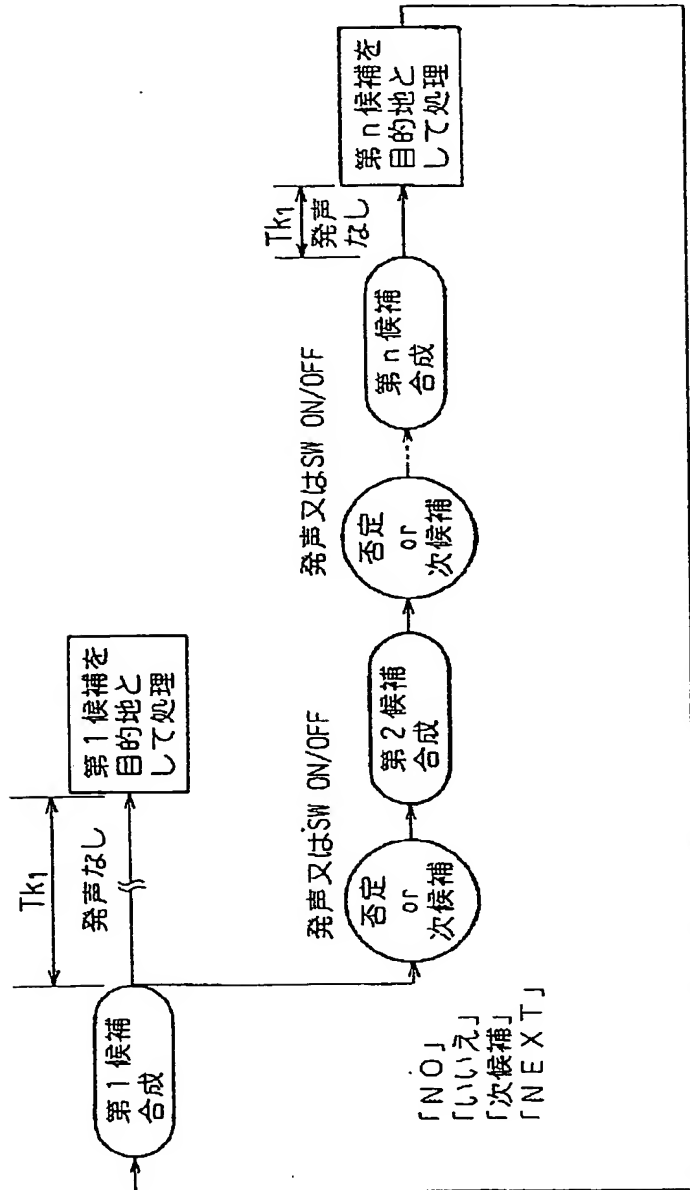 第1候補
合成
Tk1
発声なし
第1候補を
目的地と
して処理
「NO」
「いいえ」
「次候補」
「NEXT」
発声又はSW ON/OFF
否定
or
次候補
第2候補
合成
発声又はSW ON/OFF
否定
or
次候補
第n候補
合成
Tk1
発声
なし
第n候補を
目的地と
して処理